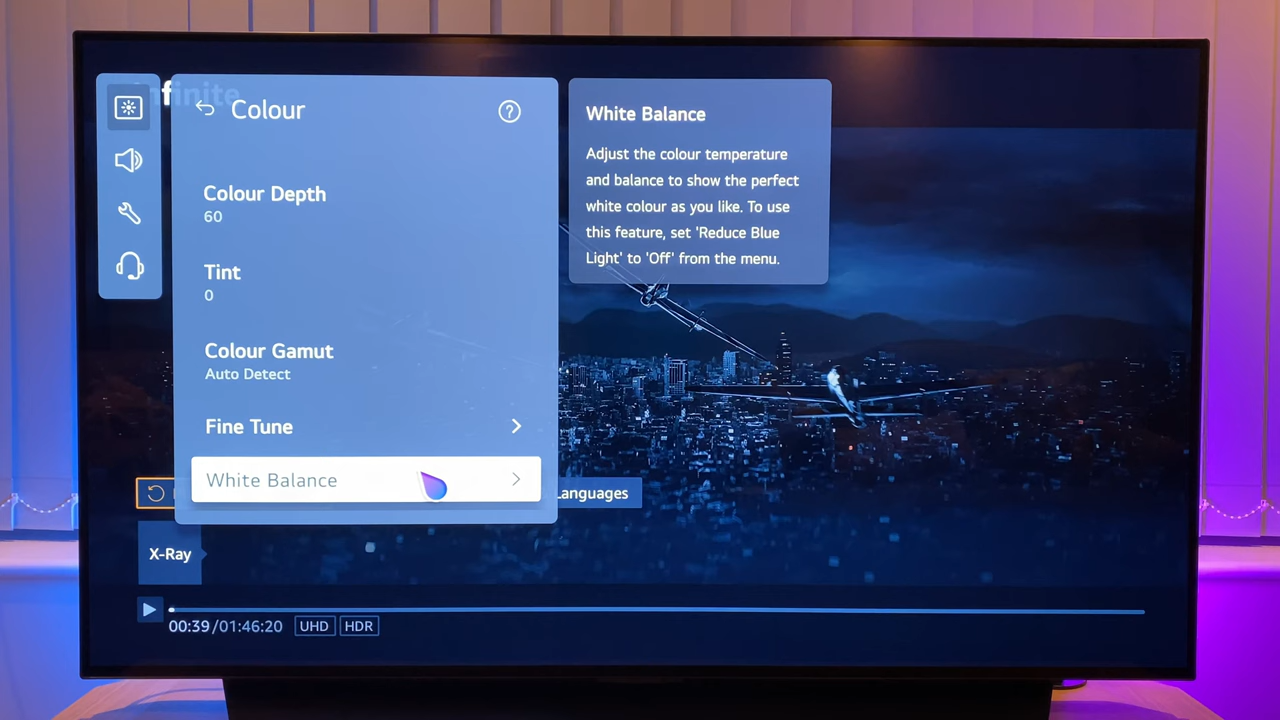 Infinite
Colour
Colour Depth
60
Tint
0
Colour Gamut
Auto Detect
Fine Tune
White Balance
White Balance
Adjust the colour temperature
and balance to show the perfect
white colour as you like. To use
this feature, set 'Reduce Blue
Light' to 'Off' from the menu.
Languages
X-Ray
00:39/01:46:20 UHD HDR